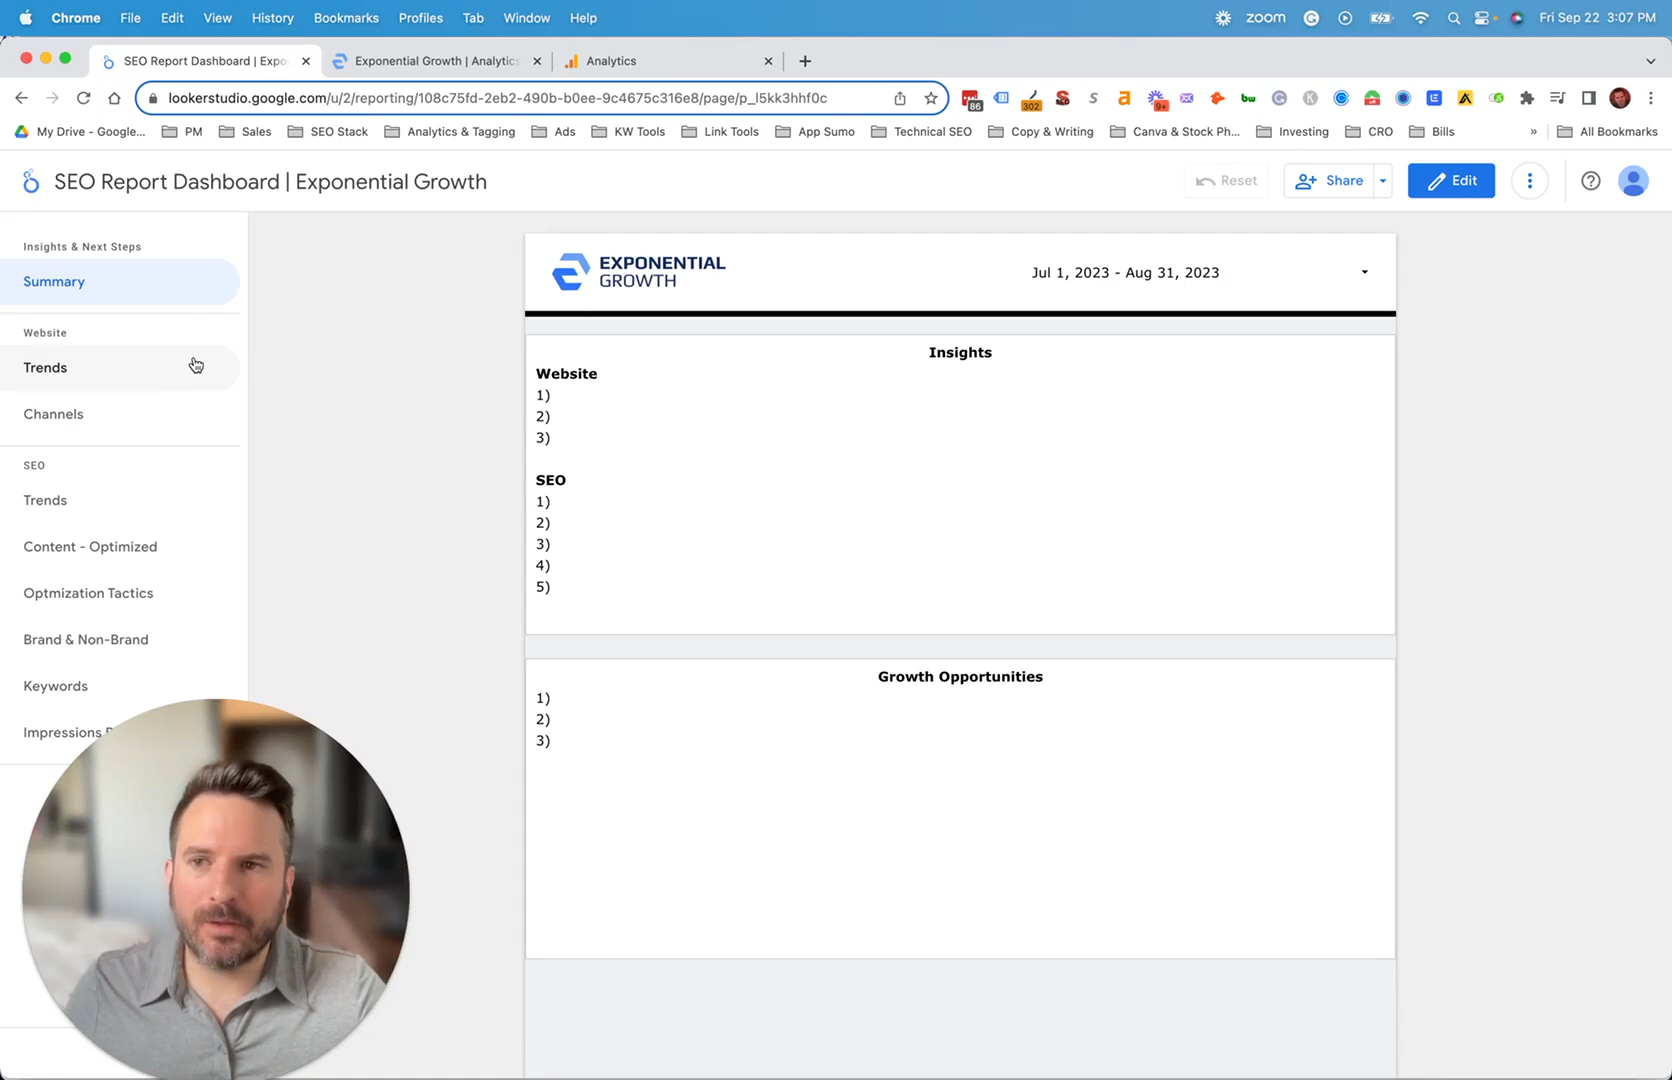 Chrome File Edit View History Bookmarks Profiles Tab Window Help zoom Fri Sep 22 3:07 PM
SEO Report Dashboard | Expo Exponential Growth | Analytics Analytics
lookerstudio.google.com/u/2/reporting/108c75fd-2eb2-490b-b0ee-9c4675c316e8/page/p_l5kk3hhf0c 86 302 9+
My Drive - Google... PM Sales SEO Stack Analytics & Tagging Ads KW Tools Link Tools App Sumo Technical SEO Copy & Writing Canva & Stock Ph... Investing CRO Bills » All Bookmarks
SEO Report Dashboard | Exponential Growth Reset Share Edit
Insights & Next Steps
Summary
Website
Trends
Channels
SEO
Trends
Content - Optimized
Optmization Tactics
Brand & Non-Brand
Keywords
Impressions
EXPONENTIAL
GROWTH
Jul 1, 2023 - Aug 31, 2023
Insights
Website
1)
2)
3)
SEO
1)
2)
3)
4)
5)
Growth Opportunities
1)
2)
3)